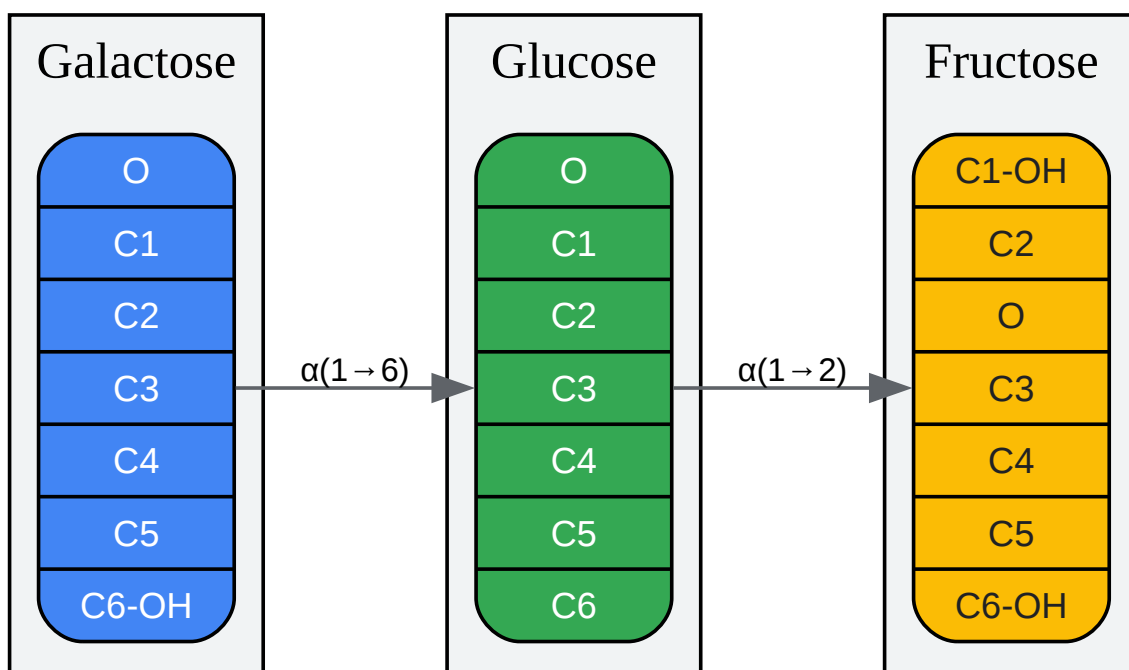 Galactose
O
C1
C2
C3
C4
C5
C6-OH
α(1→6)
Glucose
O
C1
C2
C3
C4
C5
C6
α(1→2)
Fructose
C1-OH
C2
O
C3
C4
C5
C6-OH